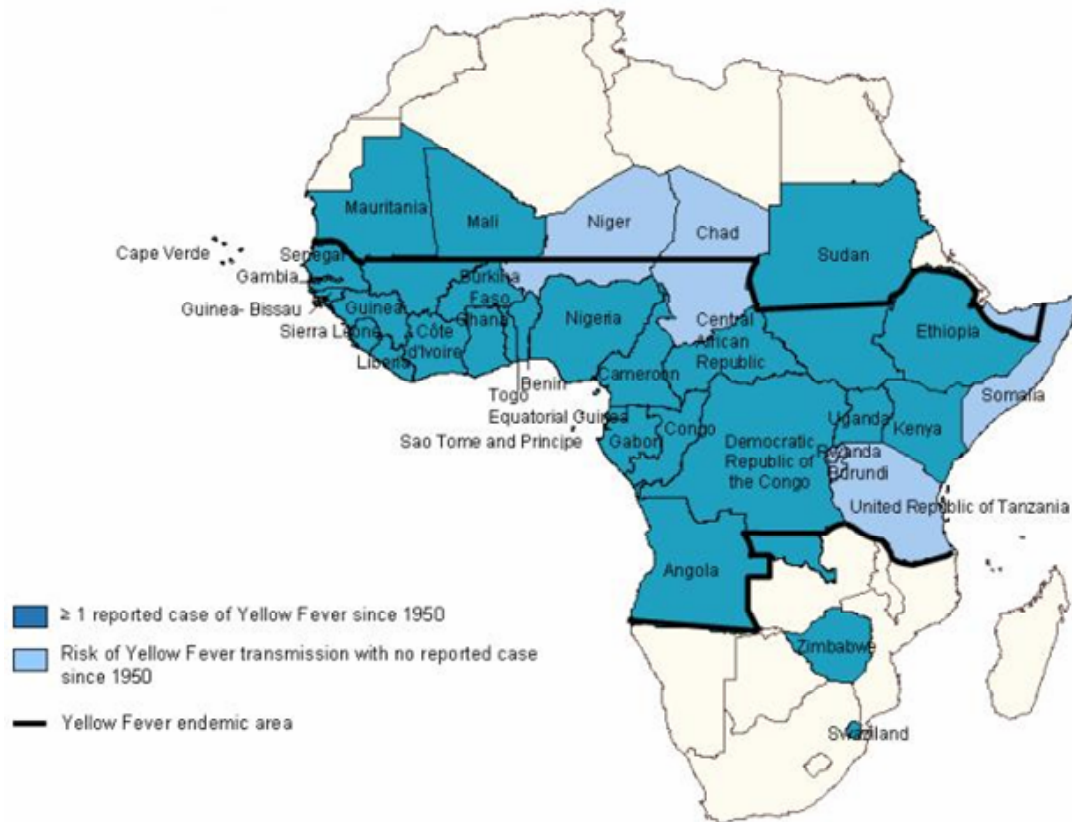 Mauritania
Mali
Niger
Chad
Sudan
Cape Verde
Senegal
Gambia
Guinea- Bissau
Guinea
Sierra Leone
Liberia
Côte
d'Ivoire
Burkina
Faso
Ghana
Togo
Benin
Nigeria
Cameroon
Central
African
Republic
Ethiopia
Somalia
Equatorial Guinea
Sao Tome and Principe
Gabon
Congo
Democratic
Republic of
the Congo
Uganda
Kenya
Rwanda
Burundi
United Republic of Tanzania
Angola
Zimbabwe
Swaziland
≥ 1 reported case of Yellow Fever since 1950
Risk of Yellow Fever transmission with no reported case
since 1950
Yellow Fever endemic area